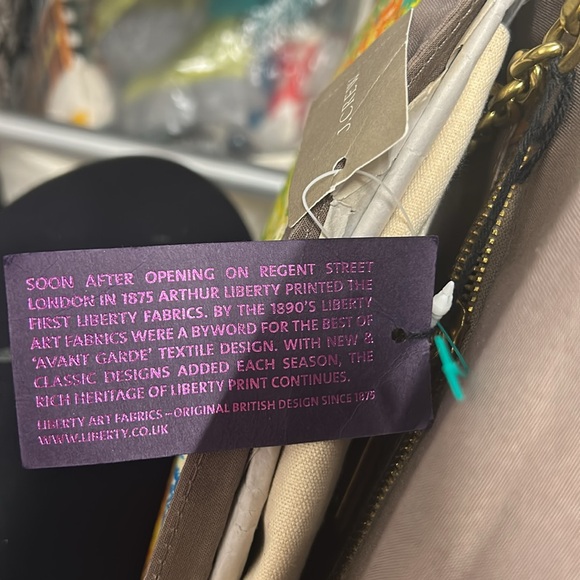 J.CREW
SOON AFTER OPENING ON REGENT STREET
LONDON IN 1875 ARTHUR LIBERTY PRINTED THE
FIRST LIBERTY FABRICS. BY THE 1890'S LIBERTY
ART FABRICS WERE A BYWORD FOR THE BEST OF
'AVANT GARDE' TEXTILE DESIGN. WITH NEW &
CLASSIC DESIGNS ADDED EACH SEASON, THE
RICH HERITAGE OF LIBERTY PRINT CONTINUES.
LIBERTY ART FABRICS – ORIGINAL BRITISH DESIGN SINCE 1875
WWW.LIBERTY.CO.UK